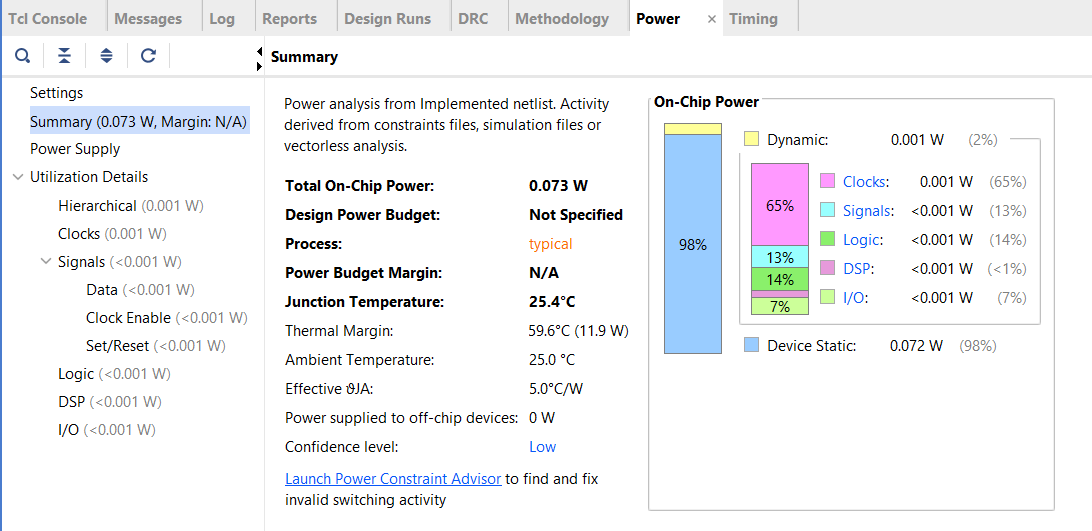 Tcl Console Messages Log Reports Design Runs DRC Methodology Power × Timing
Summary
Settings
Summary (0.073 W, Margin: N/A)
Power Supply
Utilization Details
Hierarchical (0.001 W)
Clocks (0.001 W)
Signals (<0.001 W)
Data (<0.001 W)
Clock Enable (<0.001 W)
Set/Reset (<0.001 W)
Logic (<0.001 W)
DSP (<0.001 W)
I/O (<0.001 W)
Power analysis from Implemented netlist. Activity
derived from constraints files, simulation files or
vectorless analysis.
Total On-Chip Power: 0.073 W
Design Power Budget: Not Specified
Process: typical
Power Budget Margin: N/A
Junction Temperature: 25.4°C
Thermal Margin: 59.6°C (11.9 W)
Ambient Temperature: 25.0 °C
Effective ϑJA: 5.0°C/W
Power supplied to off-chip devices: 0 W
Confidence level: Low
Launch Power Constraint Advisor to find and fix
invalid switching activity
On-Chip Power
98%
Dynamic: 0.001 W (2%)
65%
13%
14%
7%
Clocks: 0.001 W (65%)
Signals: <0.001 W (13%)
Logic: <0.001 W (14%)
DSP: <0.001 W (<1%)
I/O: <0.001 W (7%)
Device Static: 0.072 W (98%)